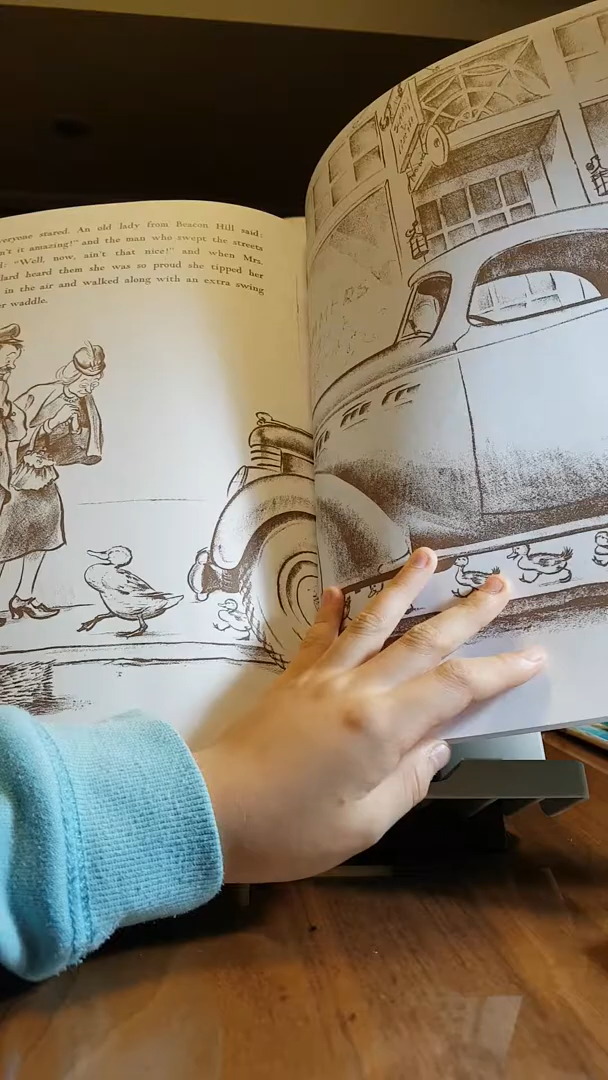 veryone stared. An old lady from Beacon Hill said:
n't it amazing!" and the man who swept the streets
: "Well, now, ain't that nice!" and when Mrs.
llard heard them she was so proud she tipped her
in the air and walked along with an extra swing
r waddle.